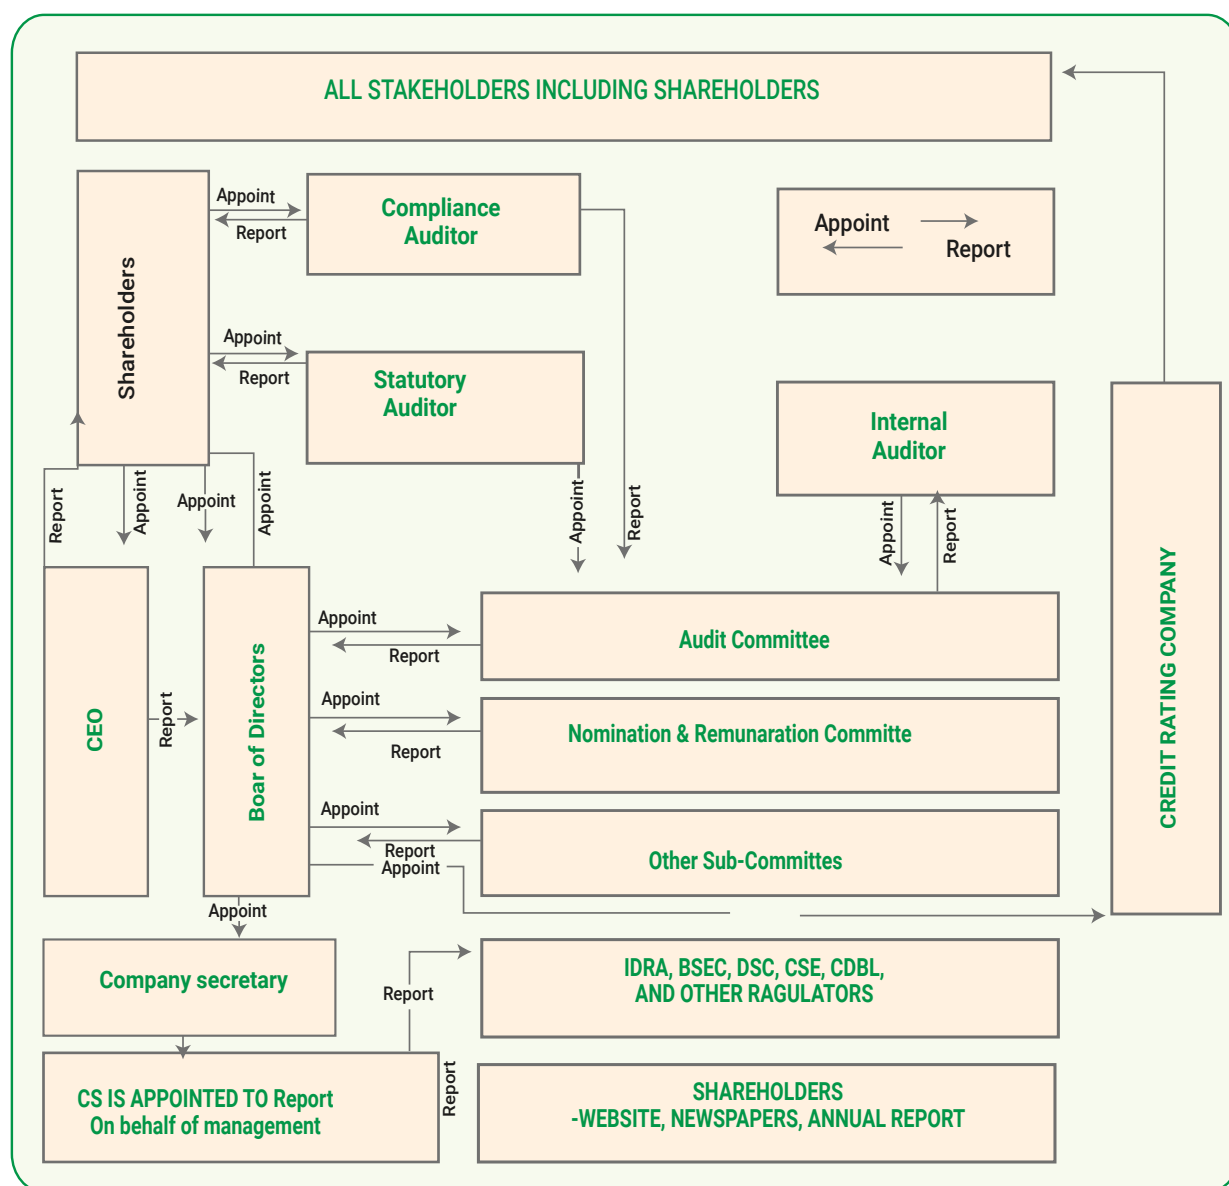 ALL STAKEHOLDERS INCLUDING SHAREHOLDERS
Shareholders
Appoint
Report
Compliance
Auditor
Appoint
Report
Appoint
Report
Statutory
Auditor
Internal
Auditor
Report
Appoint
Appoint
Appoint
Appoint
Report
Appoint
Report
CEO
Report
Boar of Directors
Appoint
Report
Audit Committee
Appoint
Report
Nomination & Remunaration Committe
Appoint
Report
Appoint
Other Sub-Committes
CREDIT RATING COMPANY
Appoint
Company secretary
Report
IDRA, BSEC, DSC, CSE, CDBL,
AND OTHER RAGULATORS
CS IS APPOINTED TO Report
On behalf of management
Report
SHAREHOLDERS
-WEBSITE, NEWSPAPERS, ANNUAL REPORT